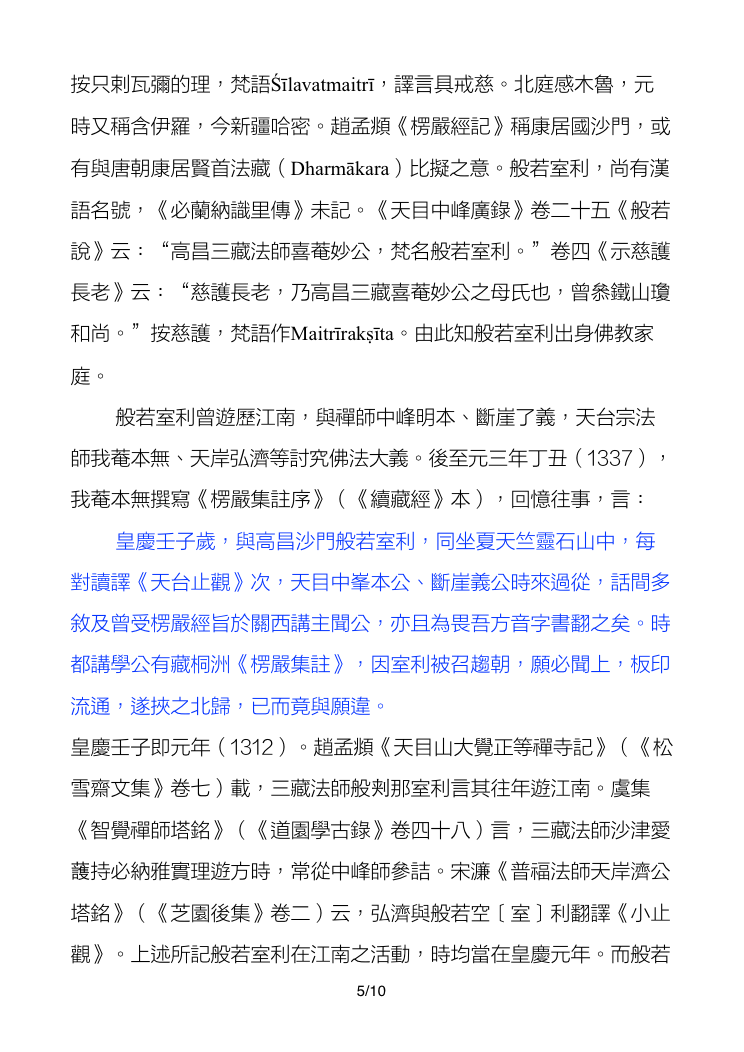 按只剌瓦彌的理，梵語Śīlavatmaitrī，譯言具戒慈。北庭感木魯，元
時又稱含伊羅，今新疆哈密。趙孟頫《楞嚴經記》稱康居國沙門，或
有與唐朝康居賢首法藏（Dharmākara）比擬之意。般若室利，尚有漢
語名號，《必蘭納識里傳》未記。《天目中峰廣錄》卷二十五《般若
說》云：“高昌三藏法師喜菴妙公，梵名般若室利。”卷四《示慈護
長老》云：“慈護長老，乃高昌三藏喜菴妙公之母氏也，曾叅鐵山瓊
和尚。”按慈護，梵語作Maitrīrakṣīta。由此知般若室利出身佛教家
庭。
般若室利曾遊歷江南，與禪師中峰明本、斷崖了義，天台宗法
師我菴本無、天岸弘濟等討究佛法大義。後至元三年丁丑（1337），
我菴本無撰寫《楞嚴集註序》（《續藏經》本），回憶往事，言：
皇慶壬子歲，與高昌沙門般若室利，同坐夏天竺靈石山中，每
對讀譯《天台止觀》次，天目中峯本公、斷崖義公時來過從，話間多
敘及曾受楞嚴經旨於關西講主聞公，亦且為畏吾方音字書翻之矣。時
都講學公有藏桐洲《楞嚴集註》，因室利被召趨朝，願必聞上，板印
流通，遂挾之北歸，已而竟與願違。
皇慶壬子即元年（1312）。趙孟頫《天目山大覺正等禪寺記》（《松
雪齋文集》卷七）載，三藏法師般剌那室利言其往年遊江南。虞集
《智覺禪師塔銘》（《道園學古錄》卷四十八）言，三藏法師沙津愛
護持必納雅實理遊方時，常從中峰師參詰。宋濂《普福法師天岸濟公
塔銘》（《芝園後集》卷二）云，弘濟與般若空［室］利翻譯《小止
觀》。上述所記般若室利在江南之活動，時均當在皇慶元年。而般若
5/10